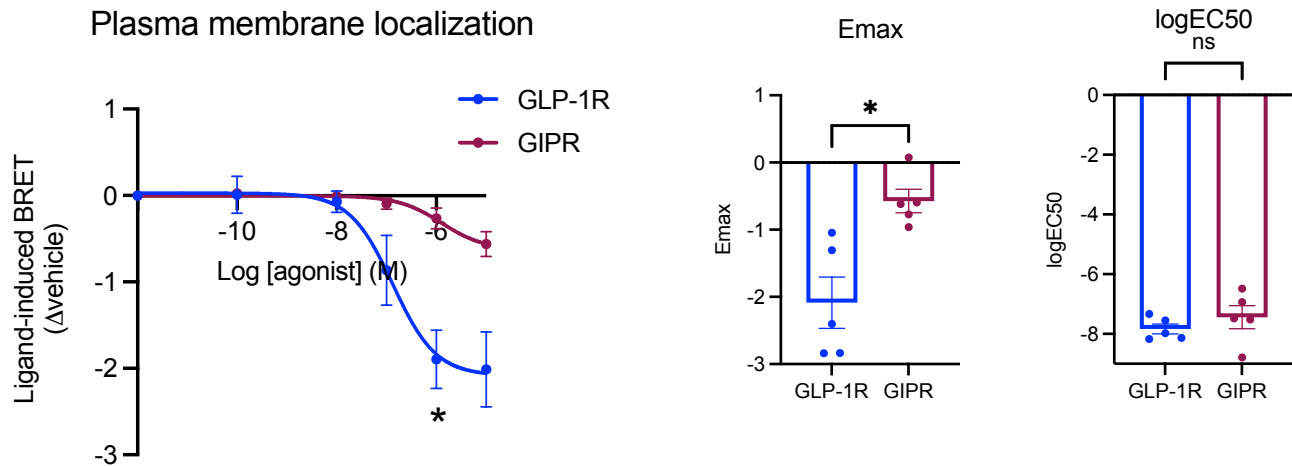 Plasma membrane localization
GLP-1R
GIPR
1
0
-1
-2
-3
-10
-8
-6
Log [agonist] (M)
Ligand-induced BRET
(Δvehicle)
*
Emax
*
1
0
-1
-2
-3
Emax
GLP-1R GIPR
logEC50
ns
0
-2
-4
-6
-8
logEC50
GLP-1R GIPR